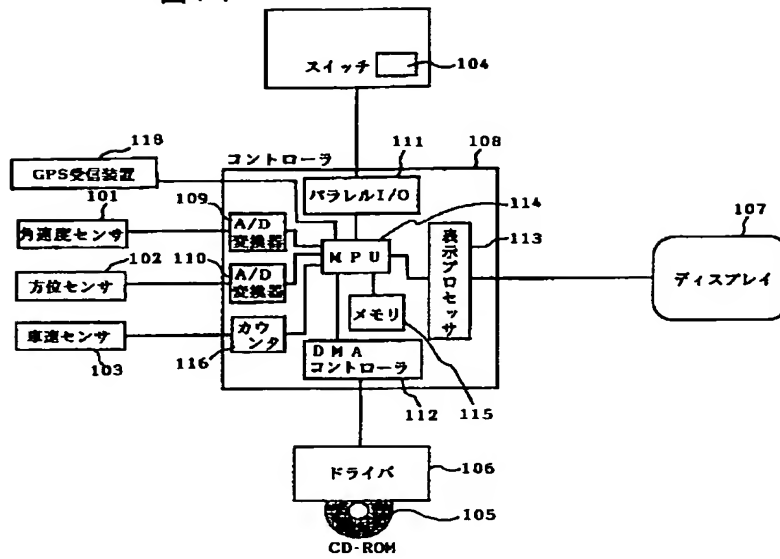 スイッチ
104
118
GPS受信装置
コントローラ
111
108
パラレルI/O
101
角速度センサ
109
A/D
変換器
114
113
107
102
方位センサ
110
A/D
変換器
MPU
表示プロセッサ
ディスプレイ
メモリ
車速センサ
103
カウ
ンタ
116
DMA
コントローラ
112
115
ドライバ
106
105
CD-ROM